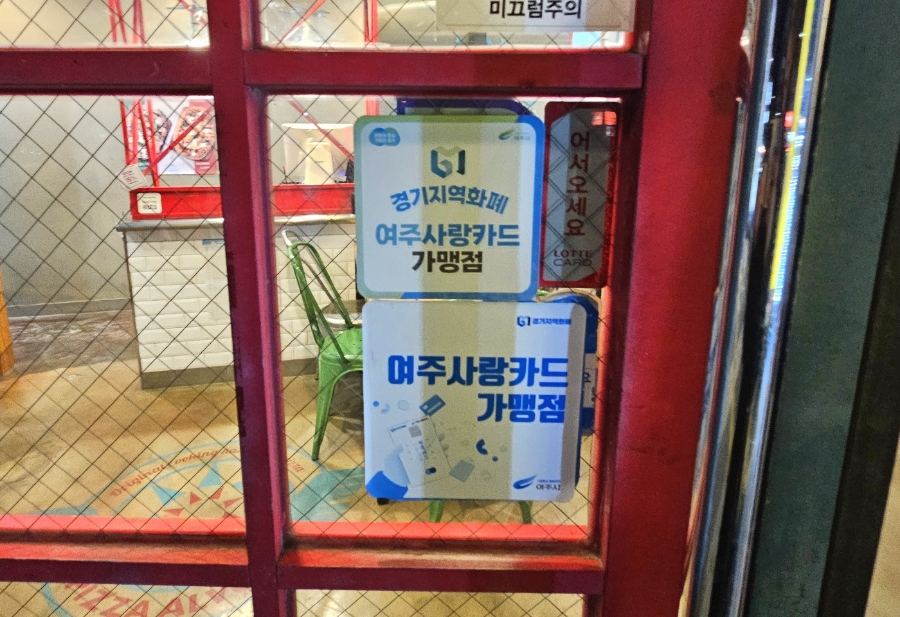 미끄럼주의
경기지역화폐
여주사랑카드
가맹점
어서오세요
LOTTE
CARD
경기지역화폐
여주사랑카드
가맹점
여주시
Original